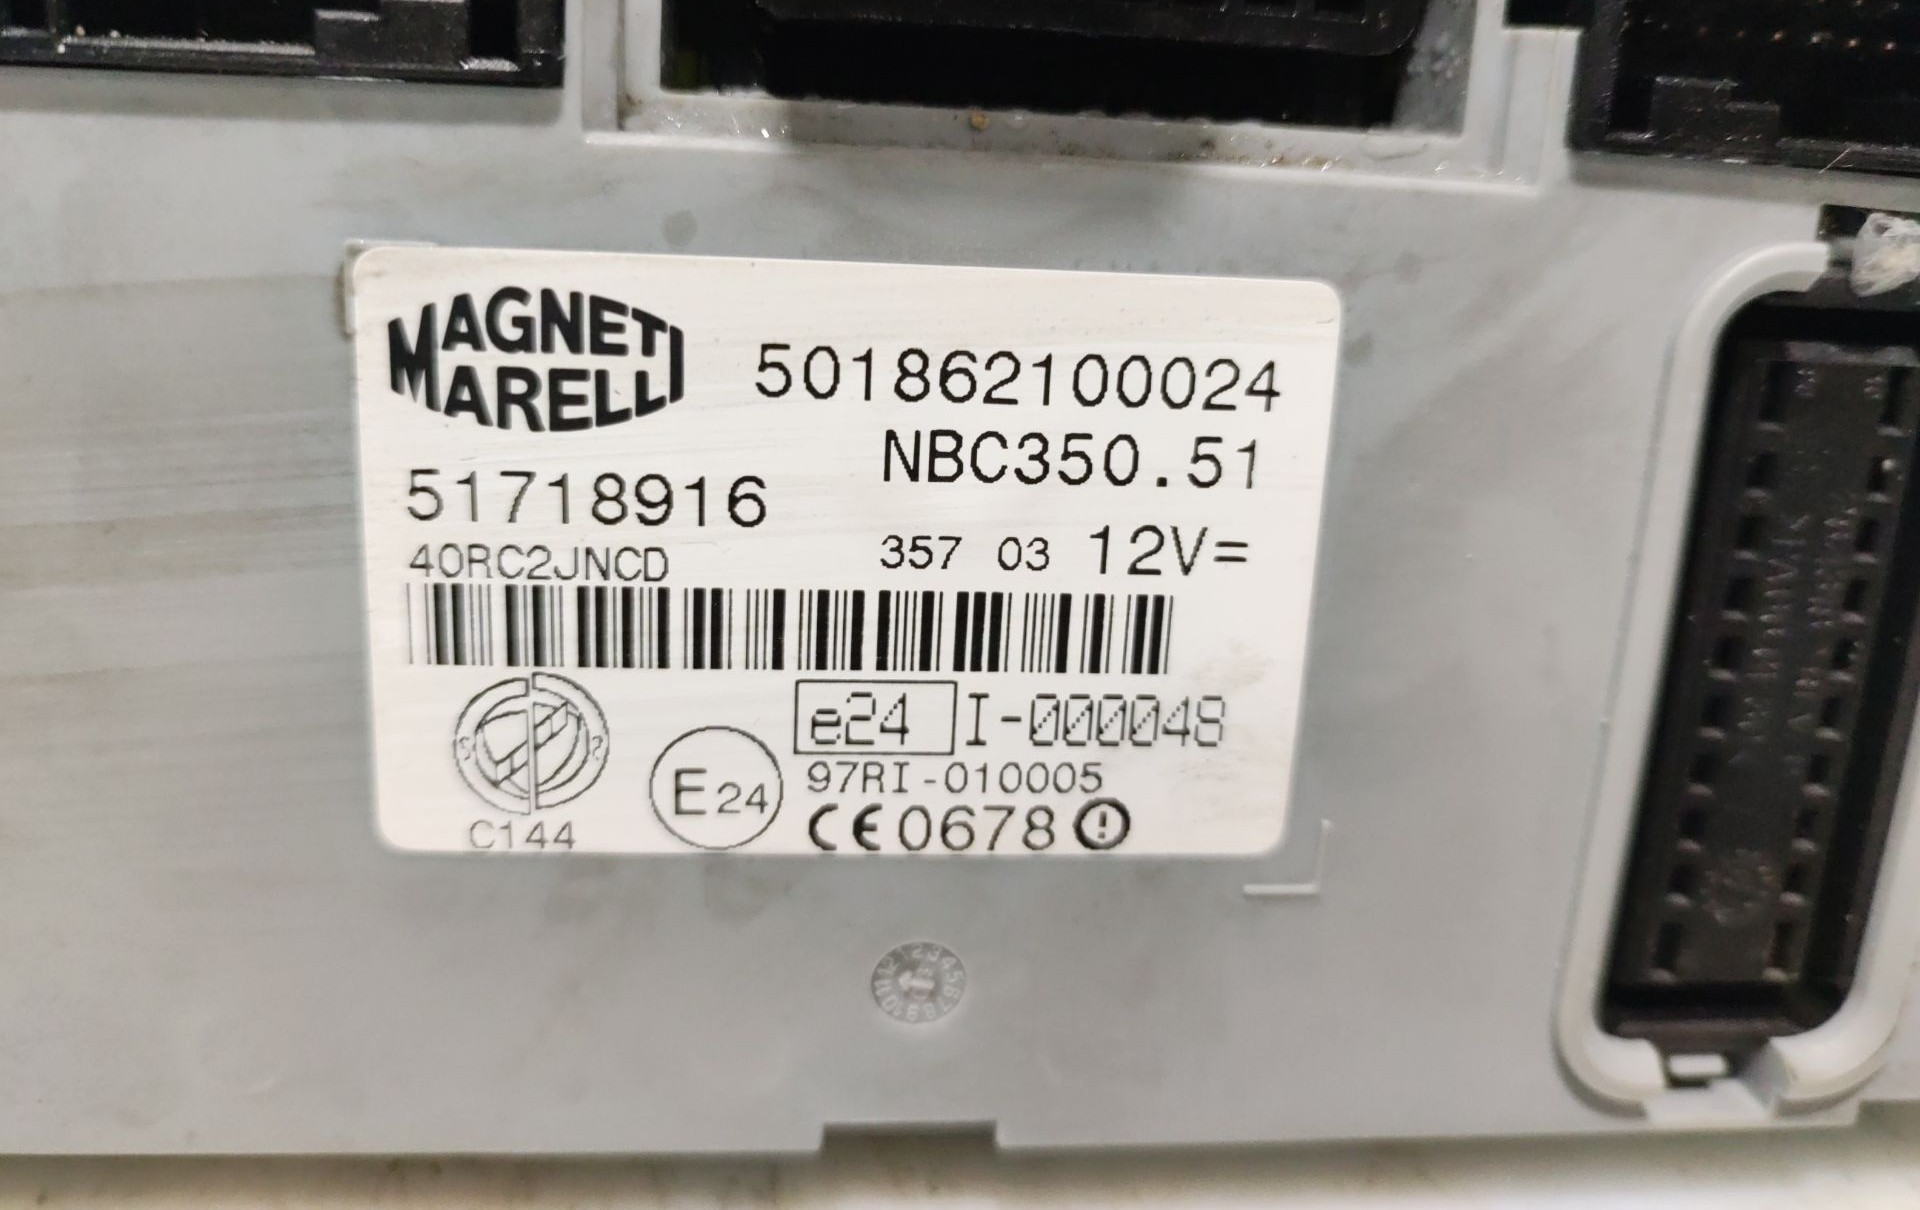 MAGNETI
MARELLI
501862100024
NBC350.51
51718916
40RC2JNCD
357 03 12V=
e24 I-000048
97RI-010005
E24
CE0678
C144